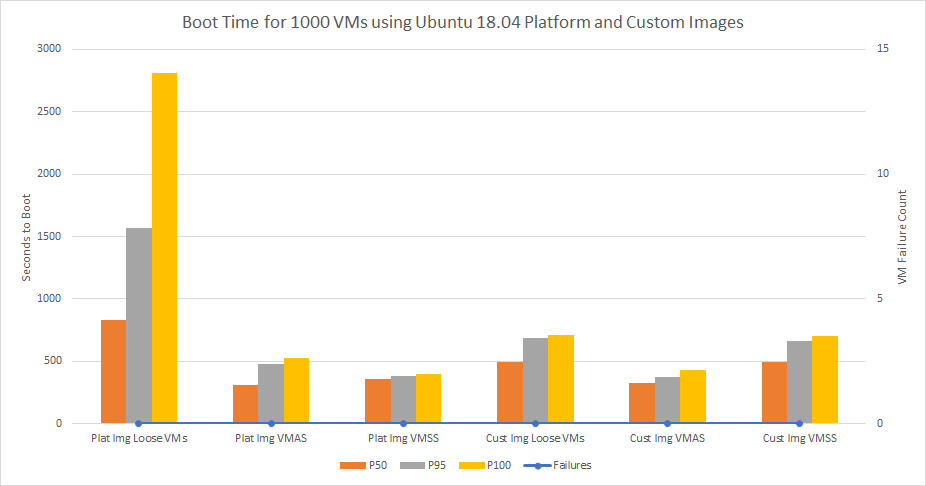 Boot Time for 1000 VMs using Ubuntu 18.04 Platform and Custom Images
3000
2500
2000
1500
1000
500
0
Seconds to Boot
15
10
5
0
VM Failure Count
Plat Img Loose VMs
Plat Img VMAS
Plat Img VMSS
Cust Img Loose VMs
Cust Img VMAS
Cust Img VMSS
P50
P95
P100
Failures